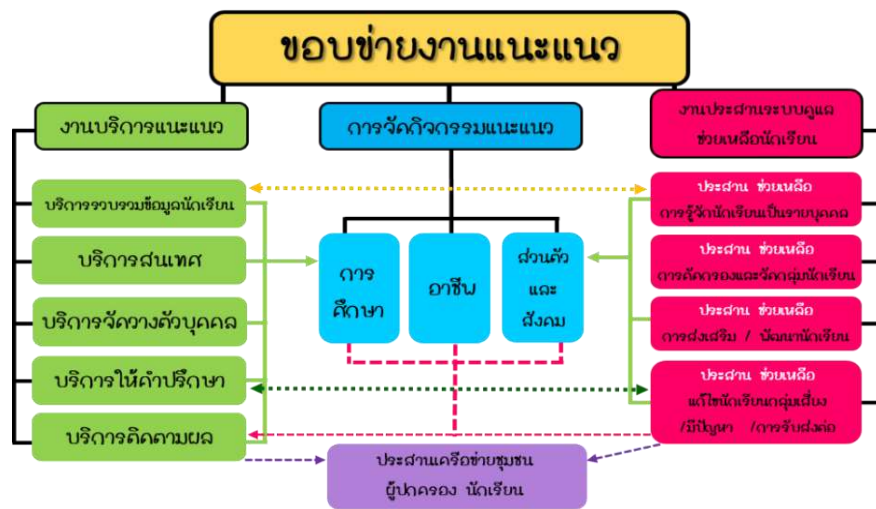 ขอบข่ายงานแนะแนว
งานบริการแนะแนว
การจัดกิจกรรมแนะแนว
งานประสานระบบดูแล
ช่วยเหลือนักเรียน
บริการรวบรวมข้อมูลนักเรียน
บริการสนเทศ
บริการจัดวางตัวบุคคล
บริการให้คำปรึกษา
บริการติดตามผล
การ
ศึกษา
อาชีพ
ส่วนตัว
และ
สังคม
ประสาน ช่วยเหลือ
การรู้จักนักเรียนเป็นรายบุคคล
ประสาน ช่วยเหลือ
การคัดกรองและจัดกลุ่มนักเรียน
ประสาน ช่วยเหลือ
การส่งเสริม / พัฒนานักเรียน
ประสาน ช่วยเหลือ
แก้ไขนักเรียนกลุ่มเสี่ยง
/มีปัญหา /การรับส่งต่อ
ประสานเครือข่ายชุมชน
ผู้ปกครอง นักเรียน